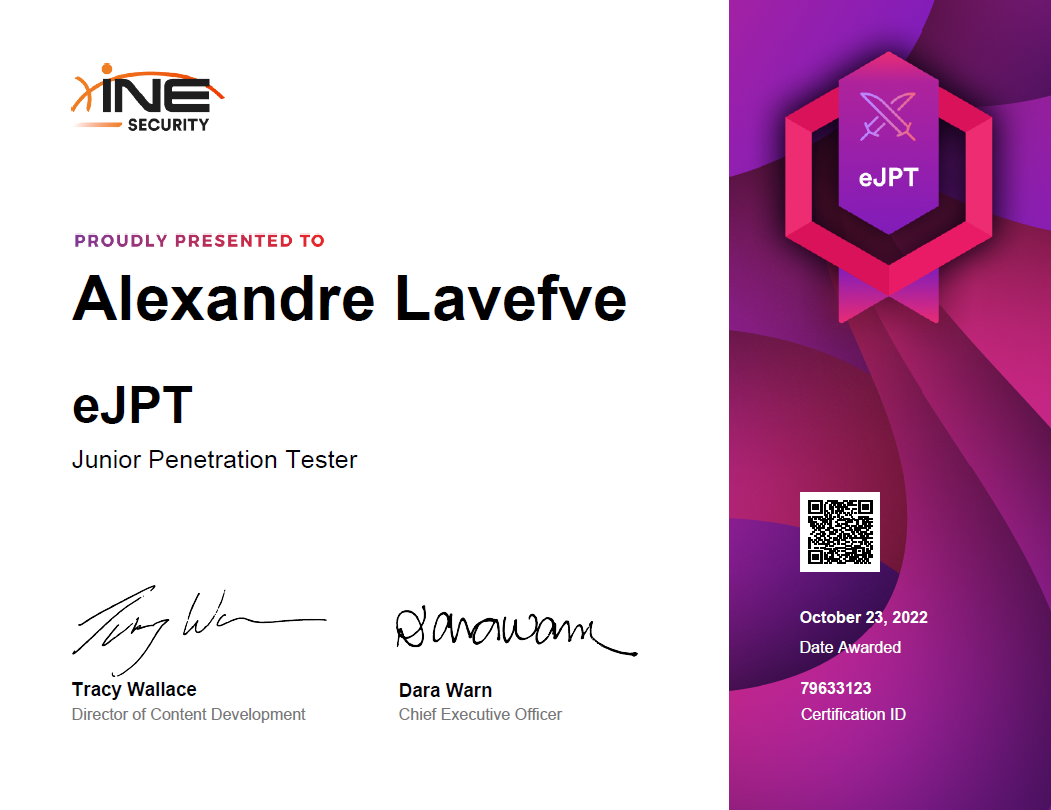 INE
SECURITY
PROUDLY PRESENTED TO
Alexandre Lavefve
eJPT
Junior Penetration Tester
Tracy Wallace
Director of Content Development
Dara Warn
Chief Executive Officer
eJPT
October 23, 2022
Date Awarded
79633123
Certification ID